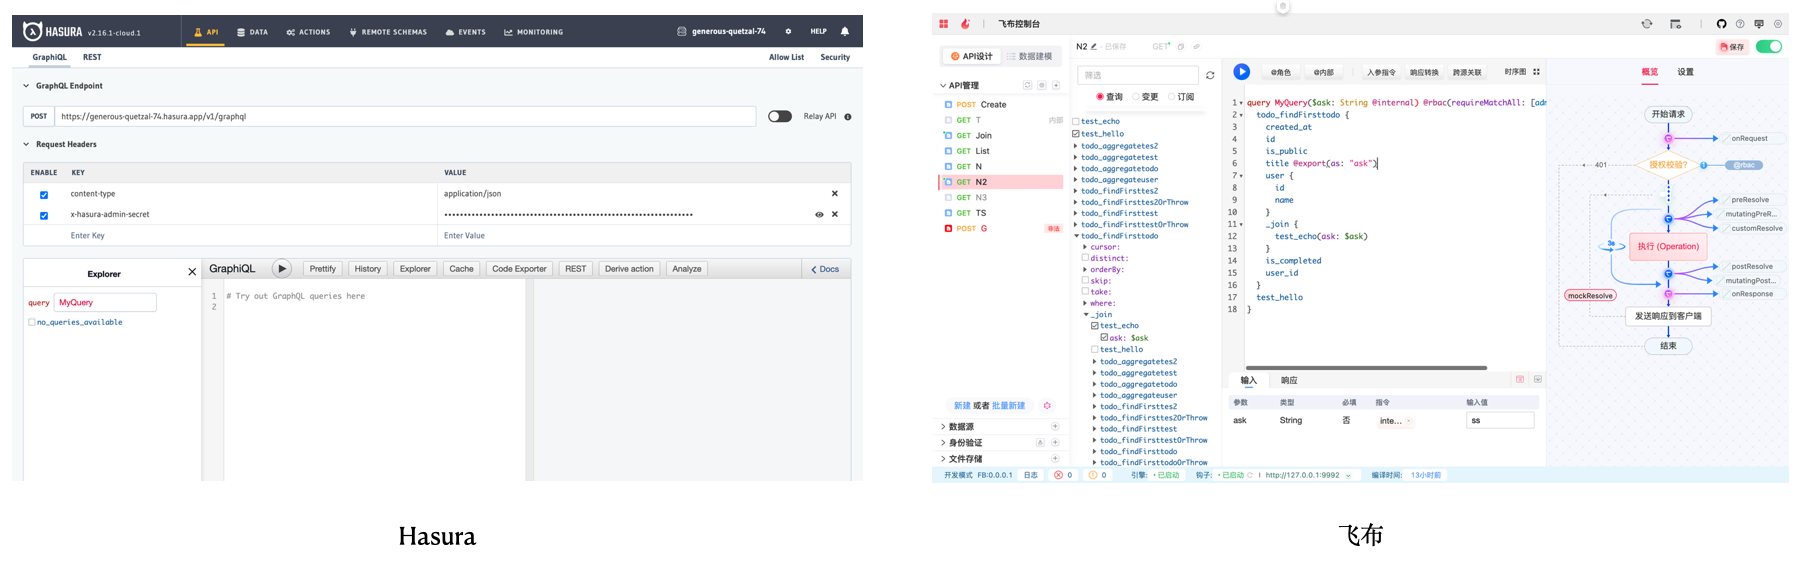 HASURA v2.16.1-cloud.1 API DATA ACTIONS REMOTE SCHEMAS EVENTS MONITORING generous-quetzal-74 HELP
GraphiQL REST Allow List Security
GraphQL Endpoint
POST https://generous-quetzal-74.hasura.app/v1/graphql Relay API
Request Headers
ENABLE KEY VALUE
content-type application/json
x-hasura-admin-secret ••••••••••••••••••••••••••••••••••••••••••••••••••••••••••••••••
Enter Key Enter Value
Explorer
query MyQuery
no_queries_available
GraphiQL Prettify History Explorer Cache Code Exporter REST Derive action Analyze Docs
1 # Try out GraphQL queries here
2
Hasura
飞布控制台
API设计 数据建模
API管理
POST Create
GET T 内部
GET Join
GET List
GET N
GET N2
GET N3
GET TS
POST G 非法
新建 或者 批量新建
数据源
身份验证
文件存储
N2 - 已保存 GET
保存
筛选
查询 变更 订阅
test_echo
test_hello
todo_aggregatetes2
todo_aggregatetest
todo_aggregatetodo
todo_aggregateuser
todo_findFirsttes2
todo_findFirsttes2OrThrow
todo_findFirsttest
todo_findFirsttestOrThrow
todo_findFirsttodo
cursor:
distinct:
orderBy:
skip:
take:
where:
_join
test_echo
ask: $ask
test_hello
todo_aggregatetes2
todo_aggregatetest
todo_aggregatetodo
todo_aggregateuser
todo_findFirsttes2
todo_findFirsttes2OrThrow
todo_findFirsttest
todo_findFirsttestOrThrow
todo_findFirsttodo
todo_findFirsttodoOrThrow
@角色 @内部 入参指令 响应转换 跨源关联 时序图
1 query MyQuery($ask: String @internal) @rbac(requireMatchAll: [adm
2 todo_findFirsttodo {
3 created_at
4 id
5 is_public
6 title @export(as: "ask")
7 user {
8 id
9 name
10 }
11 _join {
12 test_echo(ask: $ask)
13 }
14 is_completed
15 user_id
16 }
17 test_hello
18 }
输入 响应
参数 类型 必填 指令 输入值
ask String 否 inte... ss
概览 设置
开始请求
onRequest
401 授权校验? @rbac
preResolve
mutatingPreR...
customResolve
3s 执行 (Operation)
postResolve
mutatingPost...
onResponse
mockResolve
发送响应到客户端
结束
开发模式 FB:0.0.0.1 日志 0 0 引擎: 已启动 钩子: 已启动 http://127.0.0.1:9992 编译时间: 13小时前
飞布